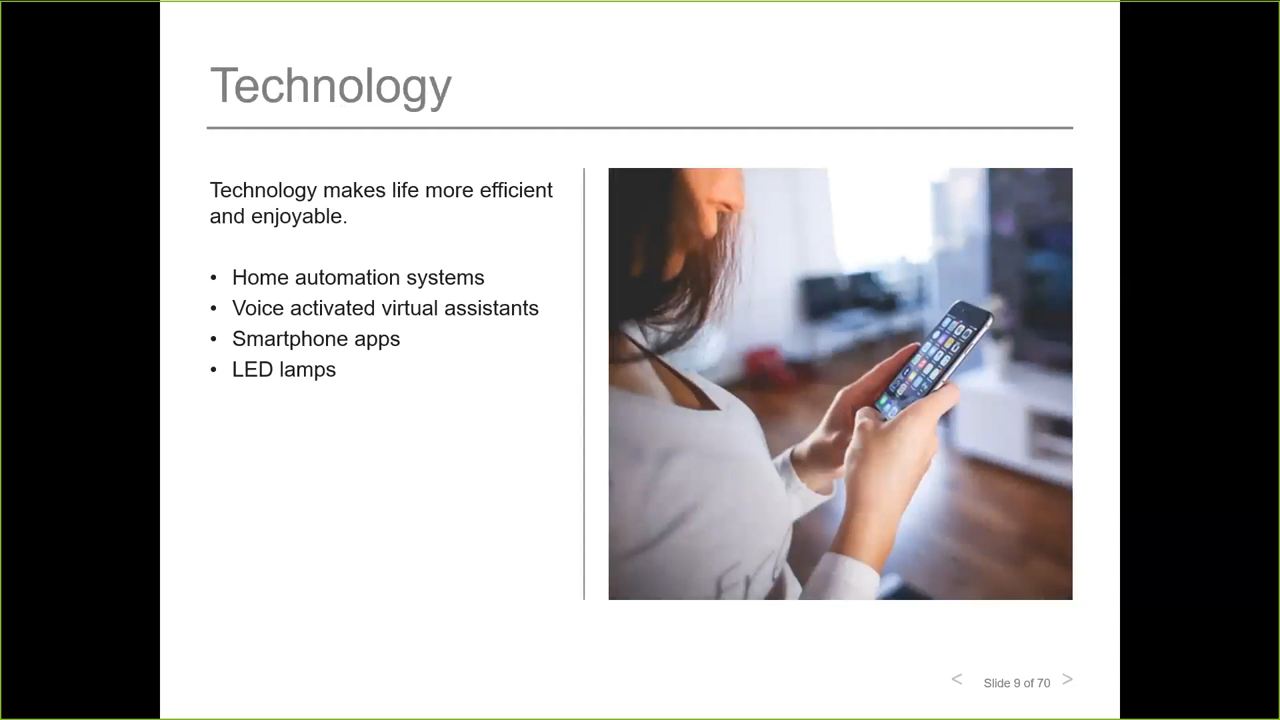 Technology
Technology makes life more efficient
and enjoyable.
• Home automation systems
• Voice activated virtual assistants
• Smartphone apps
• LED lamps
< Slide 9 of 70 >